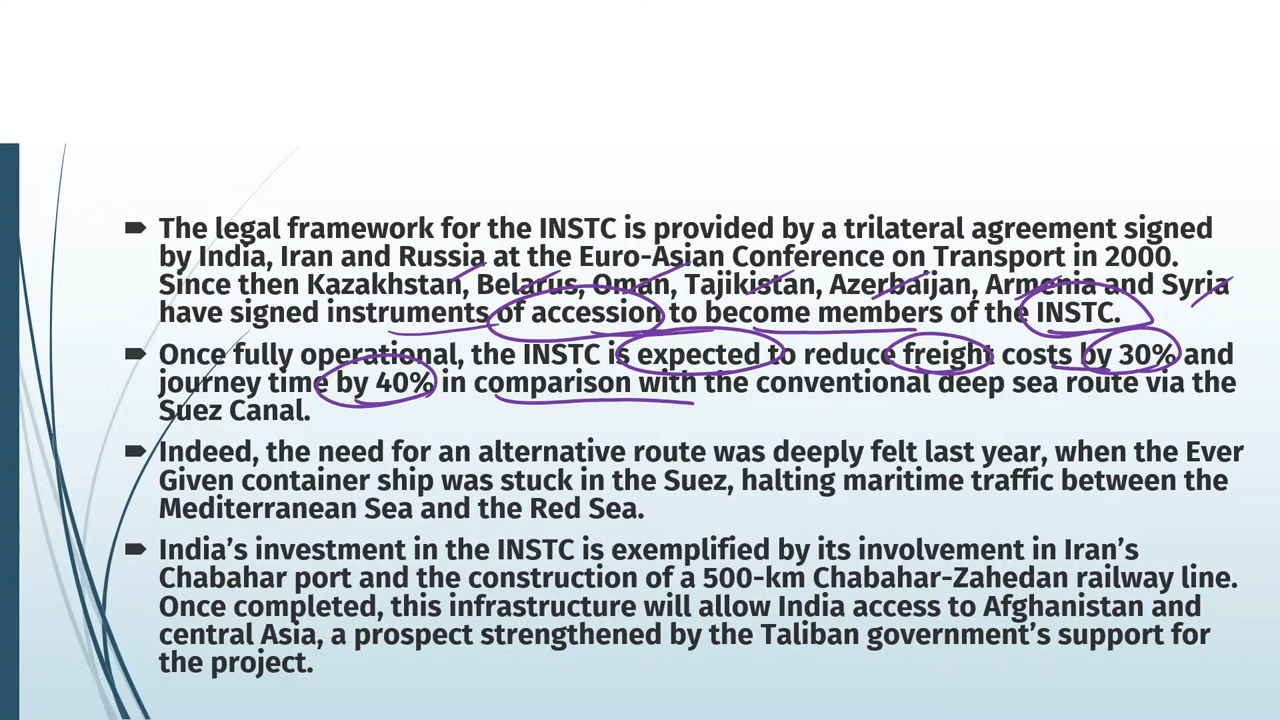 The legal framework for the INSTC is provided by a trilateral agreement signed
by India, Iran and Russia at the Euro-Asian Conference on Transport in 2000.
Since then Kazakhstan, Belarus, Oman, Tajikistan, Azerbaijan, Armenia and Syria
have signed instruments of accession to become members of the INSTC.
Once fully operational, the INSTC is expected to reduce freight costs by 30% and
journey time by 40% in comparison with the conventional deep sea route via the
Suez Canal.
Indeed, the need for an alternative route was deeply felt last year, when the Ever
Given container ship was stuck in the Suez, halting maritime traffic between the
Mediterranean Sea and the Red Sea.
India’s investment in the INSTC is exemplified by its involvement in Iran’s
Chabahar port and the construction of a 500-km Chabahar-Zahedan railway line.
Once completed, this infrastructure will allow India access to Afghanistan and
central Asia, a prospect strengthened by the Taliban government’s support for
the project.